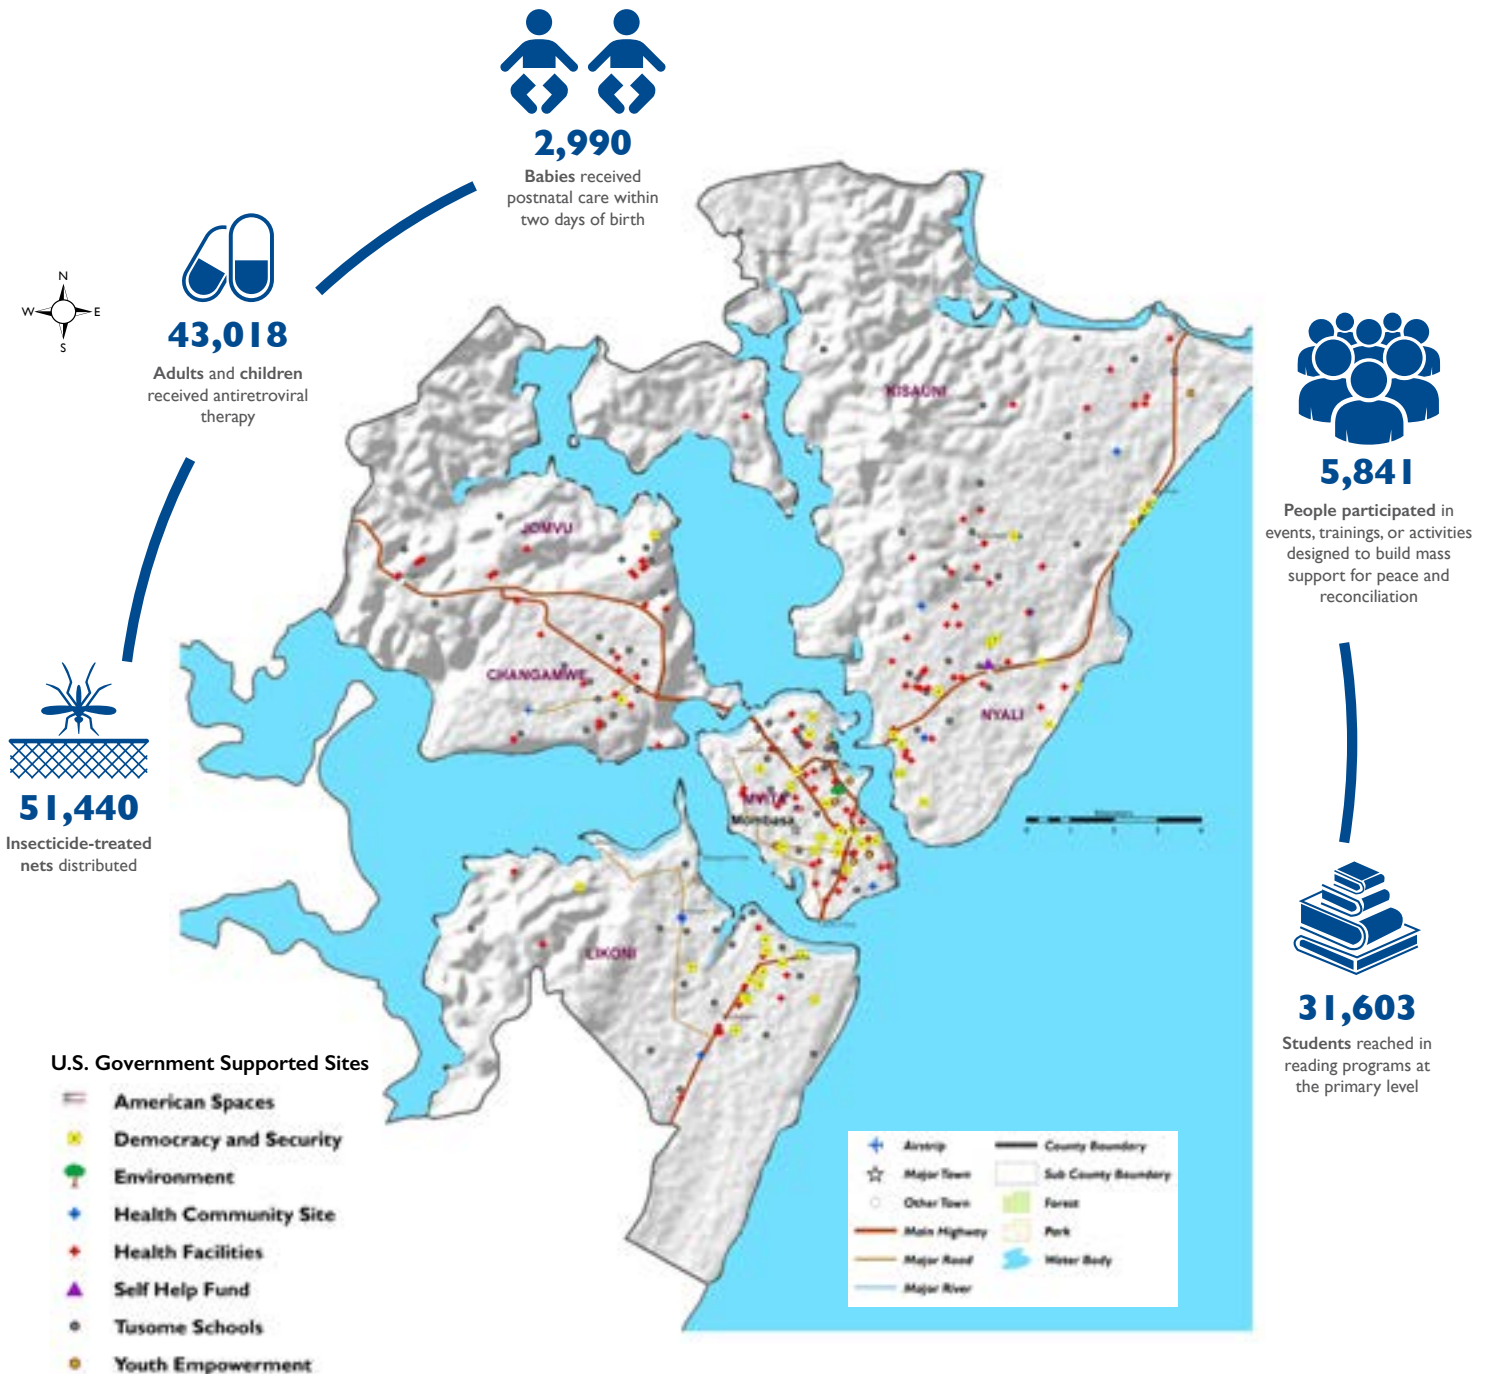 2,990
Babies received
postnatal care within
two days of birth
43,018
Adults and children
received antiretroviral
therapy
N
W
E
S
51,440
Insecticide-treated
nets distributed
5,841
People participated in
events, trainings, or activities
designed to build mass
support for peace and
reconciliation
31,603
Students reached in
reading programs at
the primary level
KISAUNI
JOMVU
CHANGAMWE
NYALI
MVITA
Mombasa
LIKONI
U.S. Government Supported Sites
American Spaces
Democracy and Security
Environment
Health Community Site
Health Facilities
Self Help Fund
Tusome Schools
Youth Empowerment
Airstrip
Major Town
Other Town
Main Highway
Major Road
Major River
County Boundary
Sub County Boundary
Forest
Park
Water Body